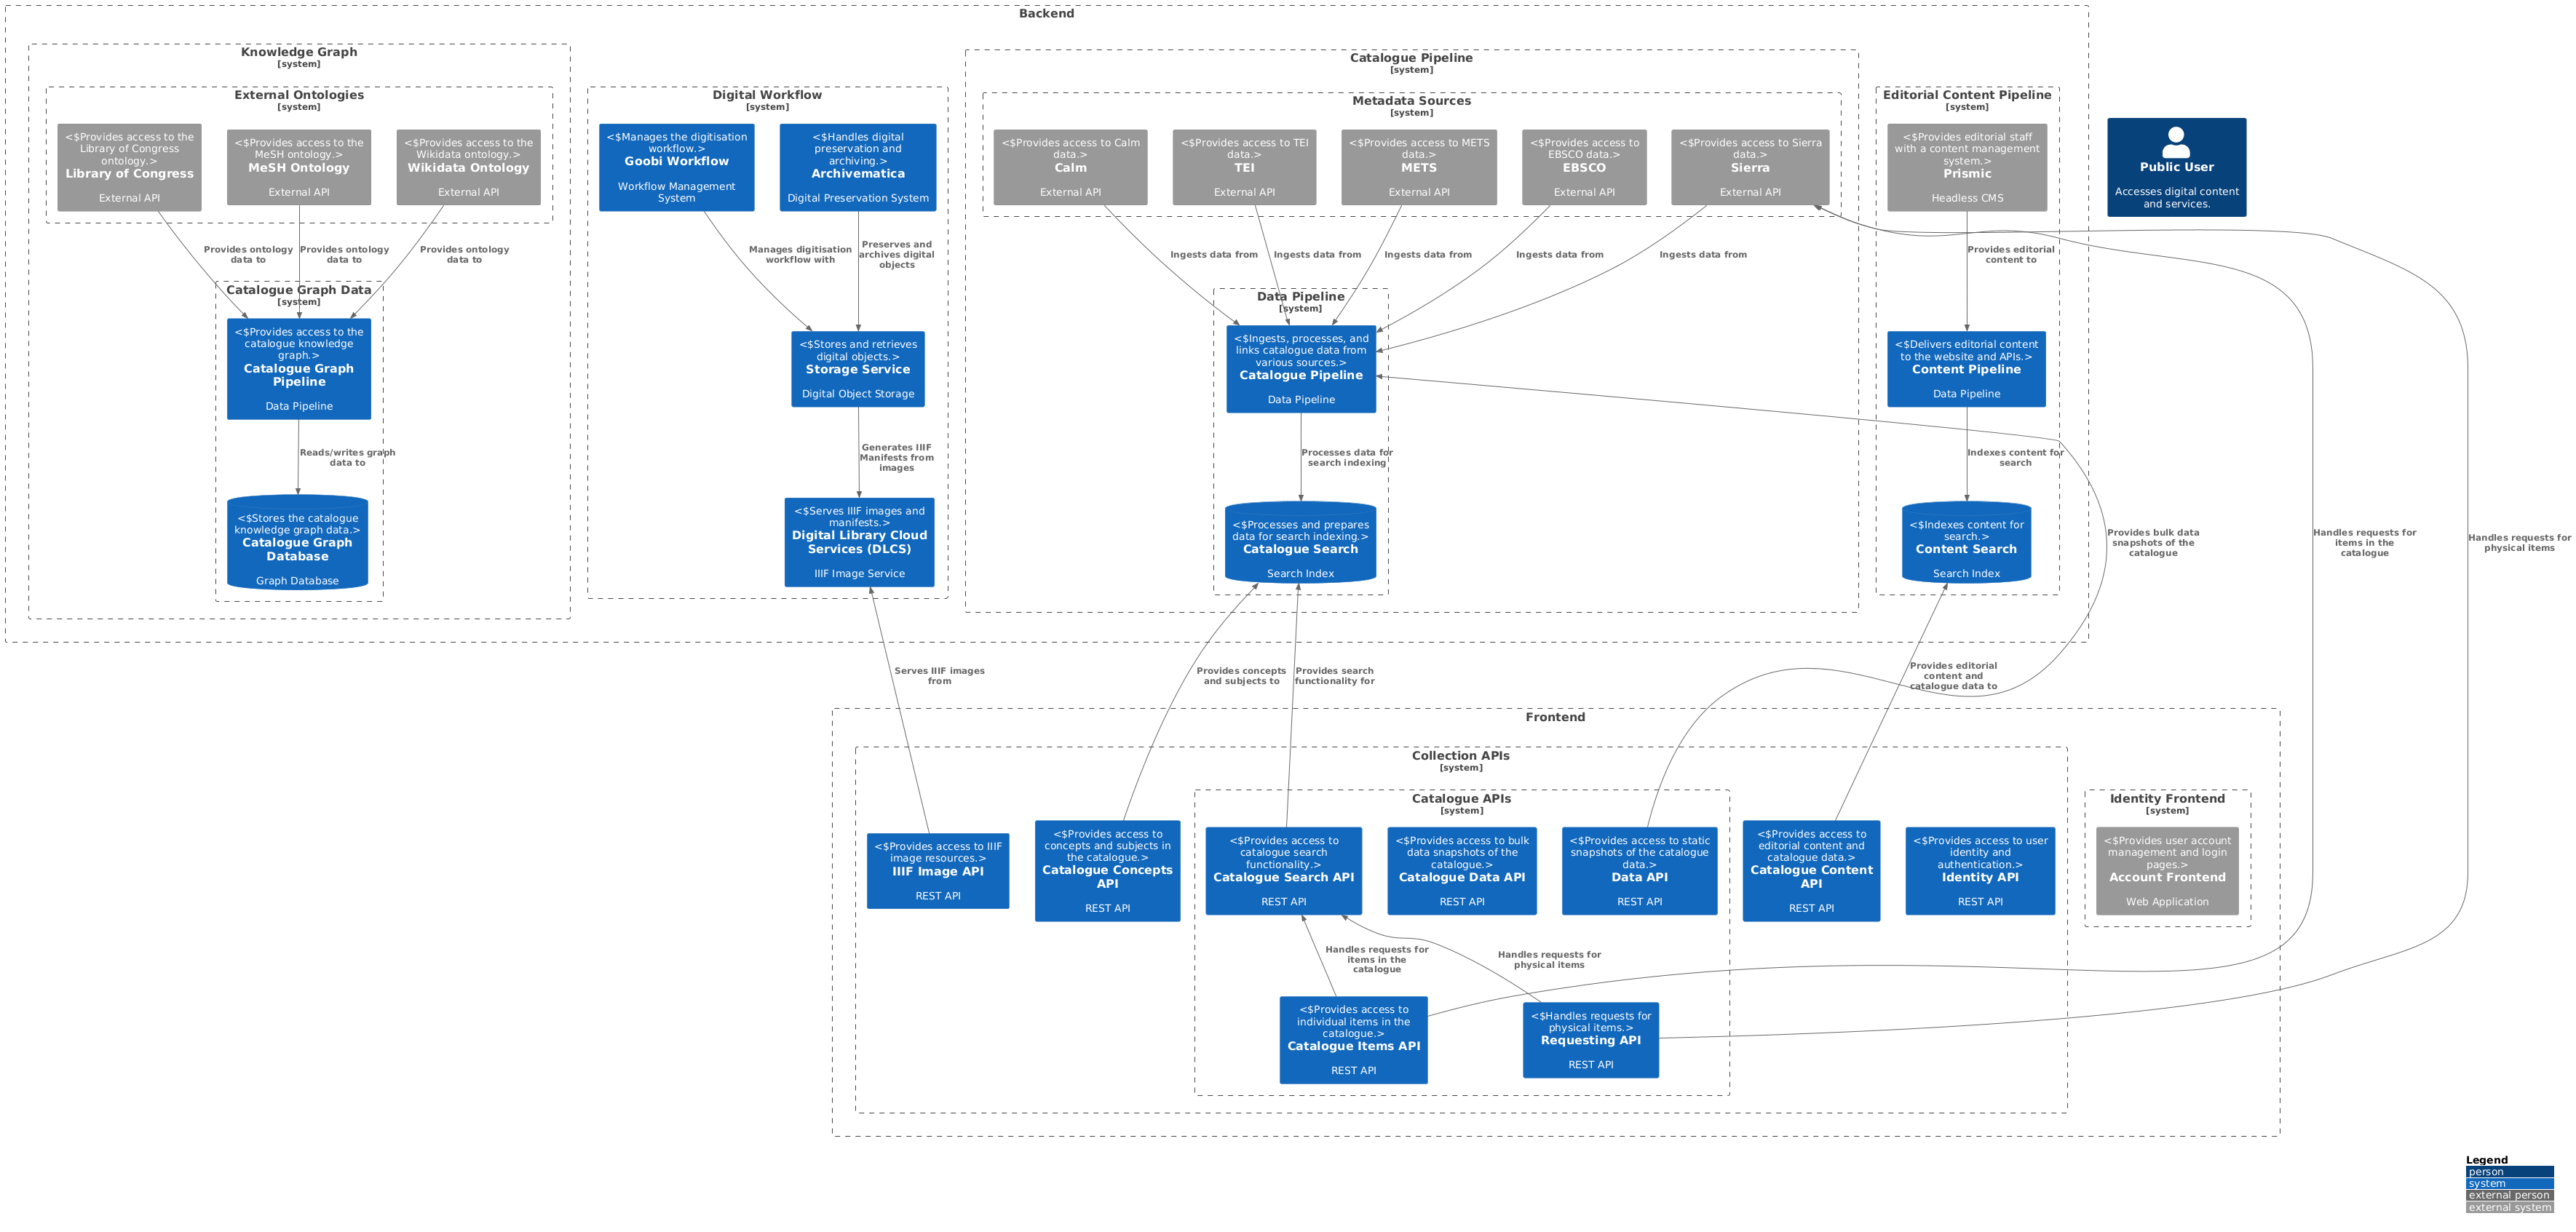 Backend
Knowledge Graph
[system]
External Ontologies
[system]
<$Provides access to the
Library of Congress
ontology.>
Library of Congress
External API
<$Provides access to the
MeSH ontology.>
MeSH Ontology
External API
<$Provides access to the
Wikidata ontology.>
Wikidata Ontology
External API
Provides ontology
data to
Provides ontology
data to
Provides ontology
data to
Catalogue Graph Data
[system]
<$Provides access to the
catalogue knowledge
graph.>
Catalogue Graph
Pipeline
Data Pipeline
Reads/writes graph
data to
<$Stores the catalogue
knowledge graph data.>
Catalogue Graph
Database
Graph Database
Digital Workflow
[system]
<$Manages the digitisation
workflow.>
Goobi Workflow
Workflow Management
System
<$Handles digital
preservation and
archiving.>
Archivematica
Digital Preservation System
Manages digitisation
workflow with
Preserves and
archives digital
objects
<$Stores and retrieves
digital objects.>
Storage Service
Digital Object Storage
Generates IIIF
Manifests from
images
<$Serves IIIF images and
manifests.>
Digital Library Cloud
Services (DLCS)
IIIF Image Service
Catalogue Pipeline
[system]
Metadata Sources
[system]
<$Provides access to Calm
data.>
Calm
External API
<$Provides access to TEI
data.>
TEI
External API
<$Provides access to METS
data.>
METS
External API
<$Provides access to
EBSCO data.>
EBSCO
External API
<$Provides access to Sierra
data.>
Sierra
External API
Ingests data from
Ingests data from
Ingests data from
Ingests data from
Ingests data from
Data Pipeline
[system]
<$Ingests, processes, and
links catalogue data from
various sources.>
Catalogue Pipeline
Data Pipeline
Processes data for
search indexing
<$Processes and prepares
data for search indexing.>
Catalogue Search
Search Index
Editorial Content Pipeline
[system]
<$Provides editorial staff
with a content management
system.>
Prismic
Headless CMS
Provides editorial
content to
<$Delivers editorial content
to the website and APIs.>
Content Pipeline
Data Pipeline
Indexes content for
search
<$Indexes content for
search.>
Content Search
Search Index
Public User
Accesses digital content
and services.
Provides bulk data
snapshots of the
catalogue
Handles requests for
items in the
catalogue
Handles requests for
physical items
Serves IIIF images
from
Provides concepts
and subjects to
Provides search
functionality for
Provides editorial
content and
catalogue data to
Frontend
Collection APIs
[system]
<$Provides access to IIIF
image resources.>
IIIF Image API
REST API
<$Provides access to
concepts and subjects in
the catalogue.>
Catalogue Concepts
API
REST API
Catalogue APIs
[system]
<$Provides access to
catalogue search
functionality.>
Catalogue Search API
REST API
<$Provides access to bulk
data snapshots of the
catalogue.>
Catalogue Data API
REST API
<$Provides access to static
snapshots of the catalogue
data.>
Data API
REST API
Handles requests for
items in the
catalogue
Handles requests for
physical items
<$Provides access to
individual items in the
catalogue.>
Catalogue Items API
REST API
<$Handles requests for
physical items.>
Requesting API
REST API
<$Provides access to
editorial content and
catalogue data.>
Catalogue Content
API
REST API
<$Provides access to user
identity and
authentication.>
Identity API
REST API
Identity Frontend
[system]
<$Provides user account
management and login
pages.>
Account Frontend
Web Application
Legend
person
system
external person
external system